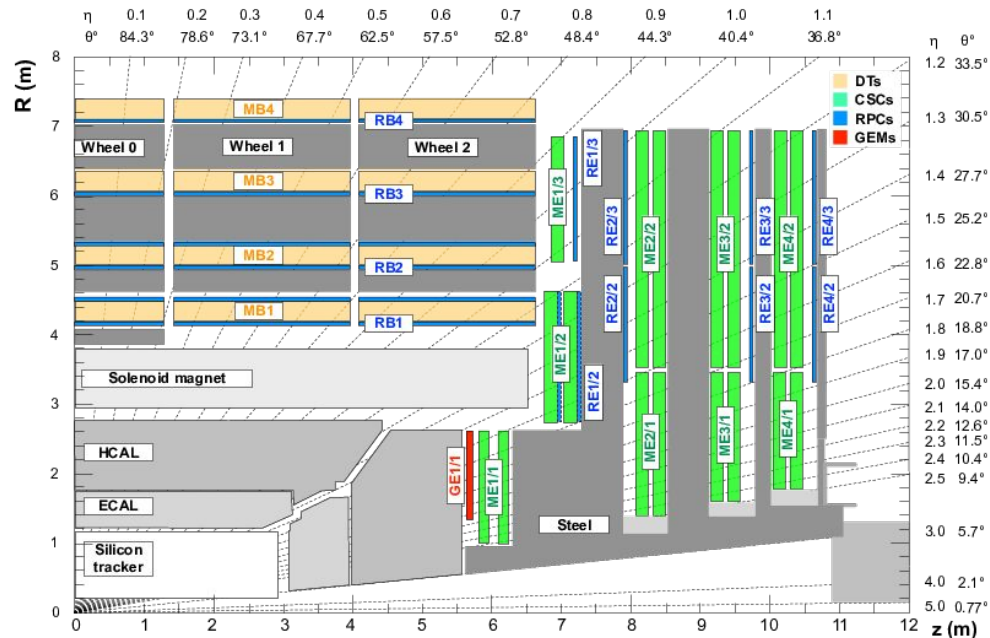 η 0.1 0.2 0.3 0.4 0.5 0.6 0.7 0.8 0.9 1.0 1.1
θ° 84.3° 78.6° 73.1° 67.7° 62.5° 57.5° 52.8° 48.4° 44.3° 40.4° 36.8° η θ°
R (m)
8
7
6
5
4
3
2
1
0
1.2 33.5°
1.3 30.5°
1.4 27.7°
1.5 25.2°
1.6 22.8°
1.7 20.7°
1.8 18.8°
1.9 17.0°
2.0 15.4°
2.1 14.0°
2.2 12.6°
2.3 11.5°
2.4 10.4°
2.5 9.4°
3.0 5.7°
4.0 2.1°
5.0 0.77°
DTs
CSCs
RPCs
GEMs
MB4
RB4
Wheel 0 Wheel 1 Wheel 2
MB3
RB3
MB2
RB2
MB1
RB1
Solenoid magnet
HCAL
ECAL
Silicon
tracker
Steel
GE1/1
ME1/1
ME1/2
RE1/2
ME1/3
RE1/3
RE2/3
RE2/2
ME2/2
ME2/1
ME3/2
ME3/1
RE3/3
RE3/2
ME4/2
ME4/1
RE4/3
RE4/2
0 1 2 3 4 5 6 7 8 9 10 11 12
z (m)